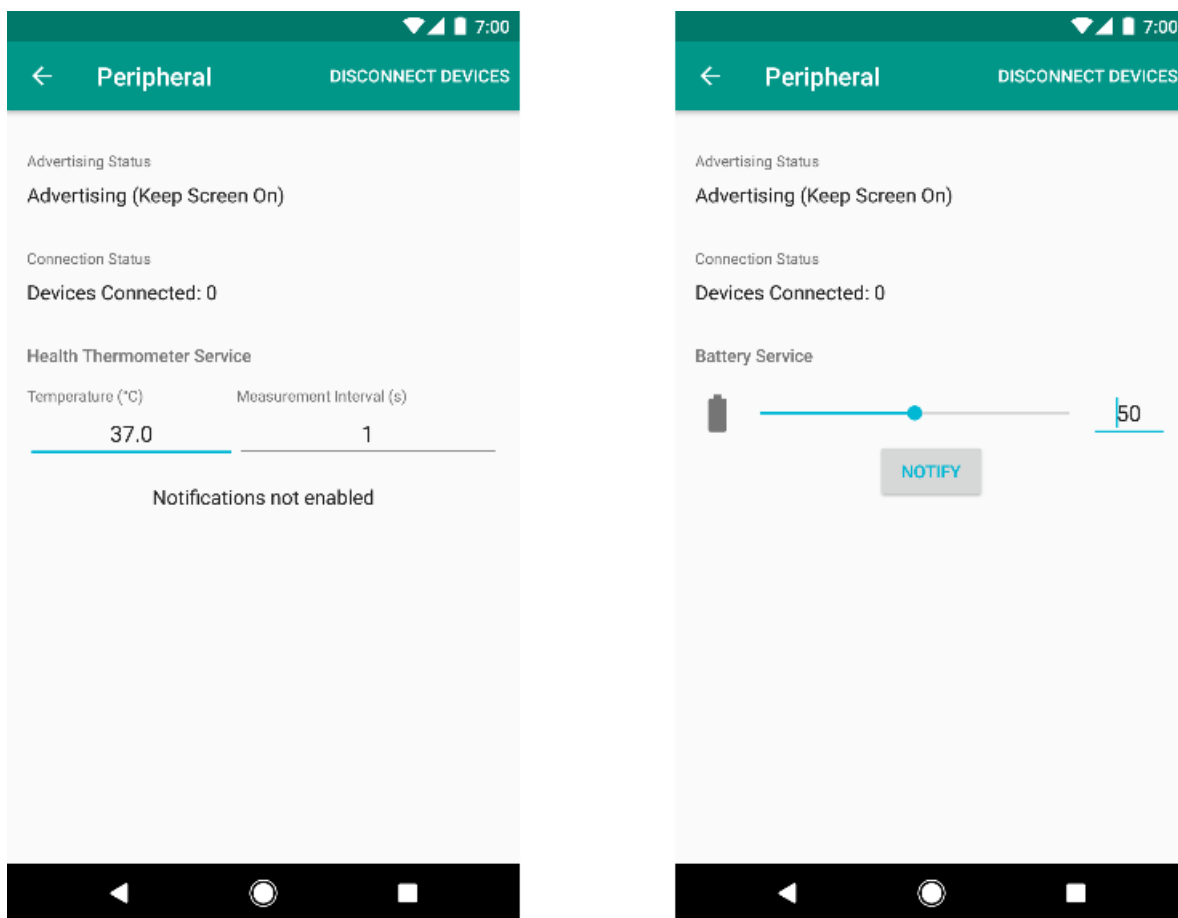 7:00
Peripheral DISCONNECT DEVICES
Advertising Status
Advertising (Keep Screen On)
Connection Status
Devices Connected: 0
Health Thermometer Service
Temperature (°C) Measurement Interval (s)
37.0 1
Notifications not enabled
7:00
Peripheral DISCONNECT DEVICES
Advertising Status
Advertising (Keep Screen On)
Connection Status
Devices Connected: 0
Battery Service
50
NOTIFY